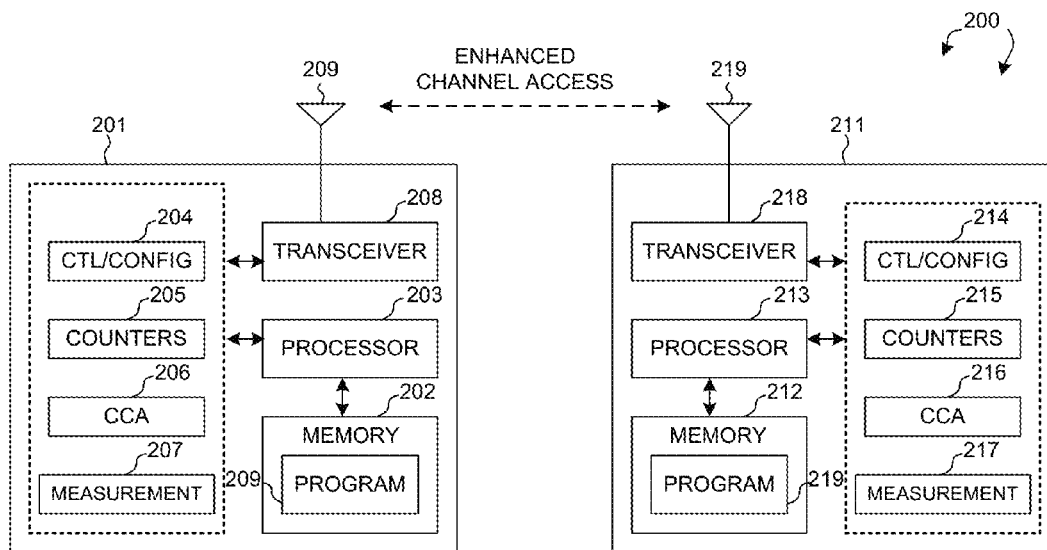 200
ENHANCED
CHANNEL ACCESS
209
219
201
211
204
CTL/CONFIG
208
TRANSCEIVER
205
COUNTERS
203
PROCESSOR
206
CCA
202
MEMORY
207
MEASUREMENT
209
PROGRAM
218
TRANSCEIVER
214
CTL/CONFIG
213
PROCESSOR
215
COUNTERS
212
MEMORY
216
CCA
PROGRAM
219
217
MEASUREMENT